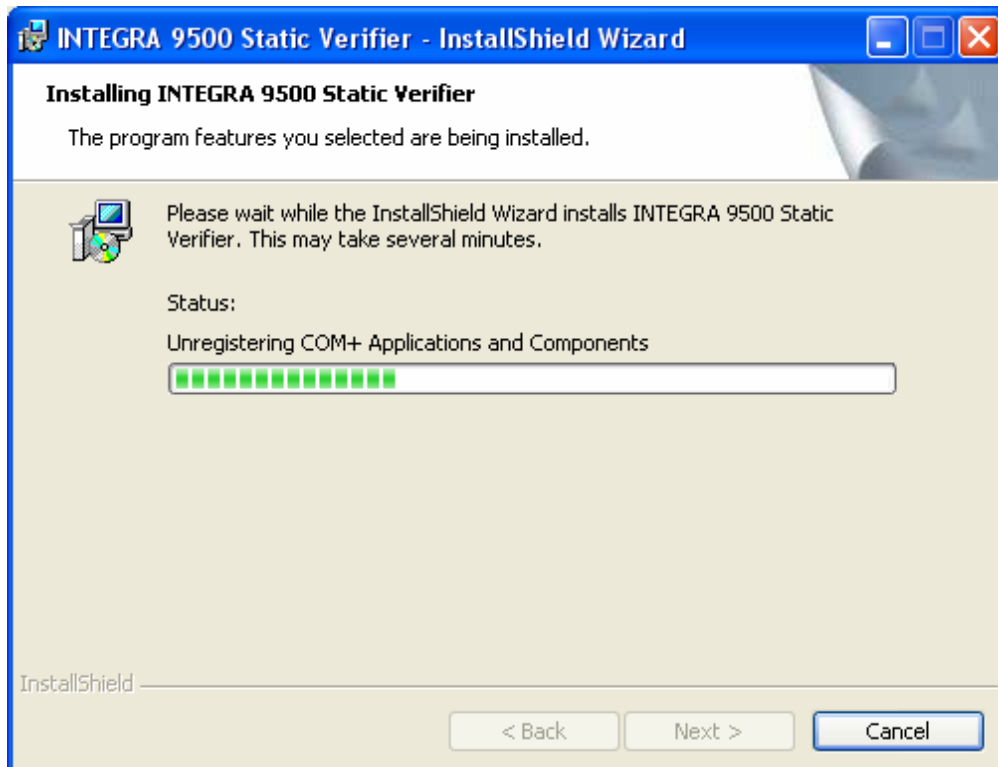 INTEGRA 9500 Static Verifier - InstallShield Wizard
Installing INTEGRA 9500 Static Verifier
The program features you selected are being installed.
Please wait while the InstallShield Wizard installs INTEGRA 9500 Static
Verifier. This may take several minutes.
Status:
Unregistering COM+ Applications and Components
InstallShield
< Back
Next >
Cancel